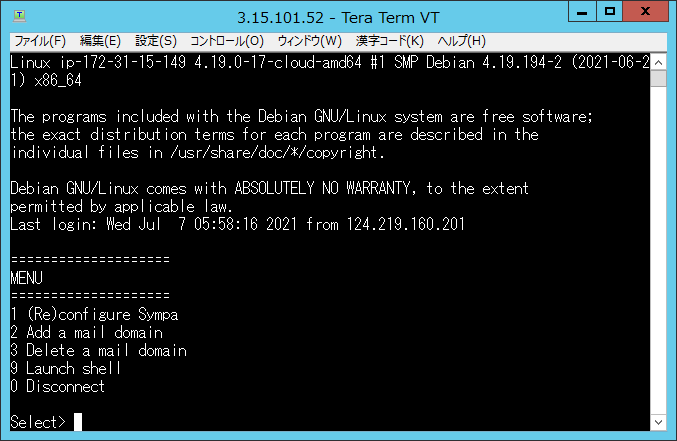 3.15.101.52 - Tera Term VT
ファイル(F) 編集(E) 設定(S) コントロール(O) ウィンドウ(W) 漢字コード(K) ヘルプ(H)
Linux ip-172-31-15-149 4.19.0-17-cloud-amd64 #1 SMP Debian 4.19.194-2 (2021-06-2
1) x86_64
The programs included with the Debian GNU/Linux system are free software;
the exact distribution terms for each program are described in the
individual files in /usr/share/doc/*/copyright.
Debian GNU/Linux comes with ABSOLUTELY NO WARRANTY, to the extent
permitted by applicable law.
Last login: Wed Jul  7 05:58:16 2021 from 124.219.160.201
====================
MENU
====================
1 (Re)configure Sympa
2 Add a mail domain
3 Delete a mail domain
9 Launch shell
0 Disconnect
Select>